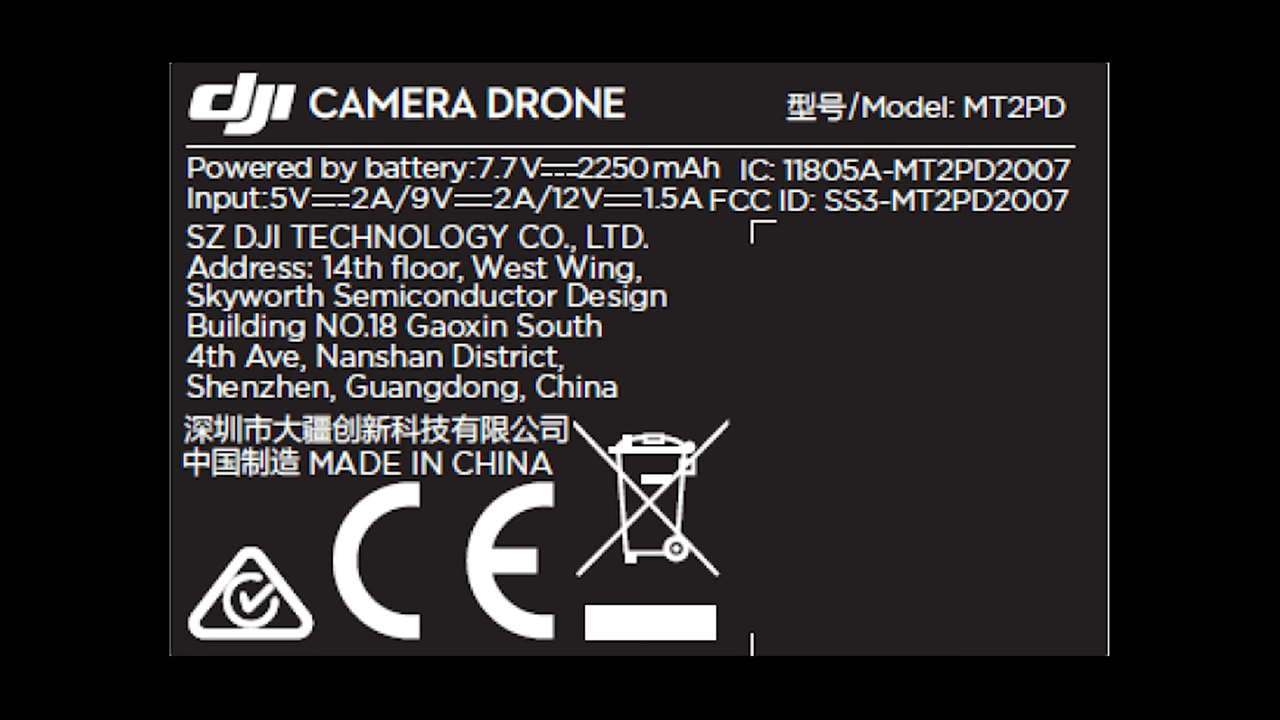 dji CAMERA DRONE 型号/Model: MT2PD
Powered by battery:7.7V⎓2250mAh IC: 11805A-MT2PD2007
Input:5V⎓2A/9V⎓2A/12V⎓1.5A FCC ID: SS3-MT2PD2007
SZ DJI TECHNOLOGY CO., LTD.
Address: 14th floor, West Wing,
Skyworth Semiconductor Design
Building NO.18 Gaoxin South
4th Ave, Nanshan District,
Shenzhen, Guangdong, China
深圳市大疆创新科技有限公司
中国制造 MADE IN CHINA
CE